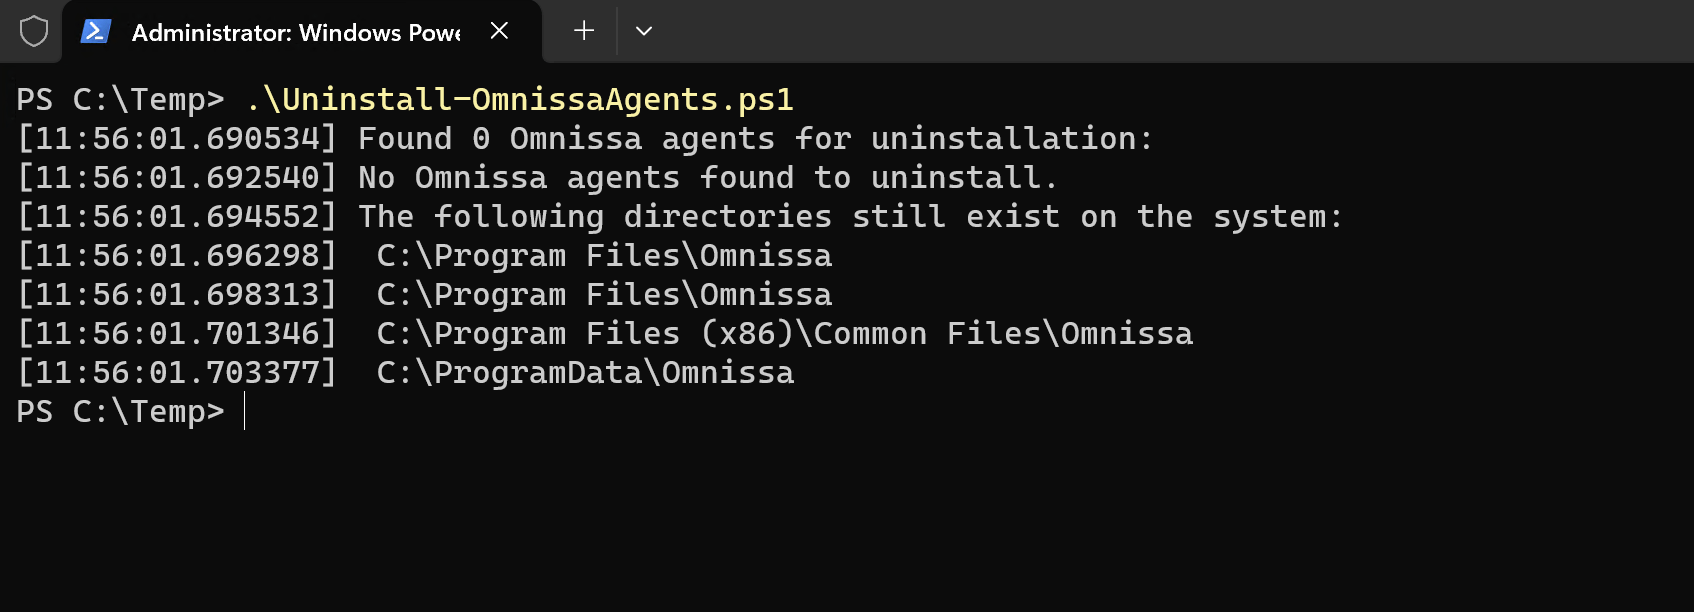 Administrator: Windows Powe
PS C:\Temp> .\Uninstall-OmnissaAgents.ps1
[11:56:01.690534] Found 0 Omnissa agents for uninstallation:
[11:56:01.692540] No Omnissa agents found to uninstall.
[11:56:01.694552] The following directories still exist on the system:
[11:56:01.696298]  C:\Program Files\Omnissa
[11:56:01.698313]  C:\Program Files\Omnissa
[11:56:01.701346]  C:\Program Files (x86)\Common Files\Omnissa
[11:56:01.703377]  C:\ProgramData\Omnissa
PS C:\Temp>